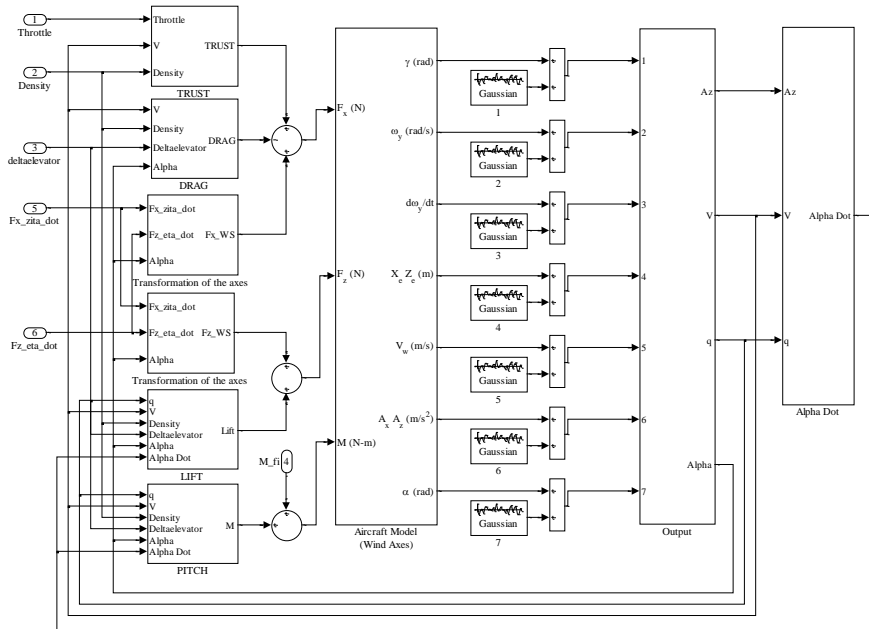 1
Throttle
2
Density
3
deltaelevator
5
Fx_zita_dot
6
Fz_eta_dot
Throttle
V
Density
TRUST
TRUST
V
Density
Deltaelevator
Alpha
DRAG
DRAG
Fx_zita_dot
Fz_eta_dot
Alpha
Fx_WS
Transformation of the axes
Fx_zita_dot
Fz_eta_dot
Alpha
Fz_WS
Transformation of the axes
q
V
Density
Deltaelevator
Alpha
Alpha Dot
Lift
LIFT
q
V
Density
Deltaelevator
Alpha
Alpha Dot
M
PITCH
M_fi 4
F_x (N)
F_z (N)
M (N-m)
γ (rad)
ω_y (rad/s)
dω_y/dt
X_e Z_e (m)
V_w (m/s)
A_x A_z (m/s²)
α (rad)
Aircraft Model
(Wind Axes)
Gaussian
1
Gaussian
2
Gaussian
3
Gaussian
4
Gaussian
5
Gaussian
6
Gaussian
7
1
2
3
4
5
6
7
Az
V
q
Alpha
Output
Az
V
q
Alpha Dot
Alpha Dot